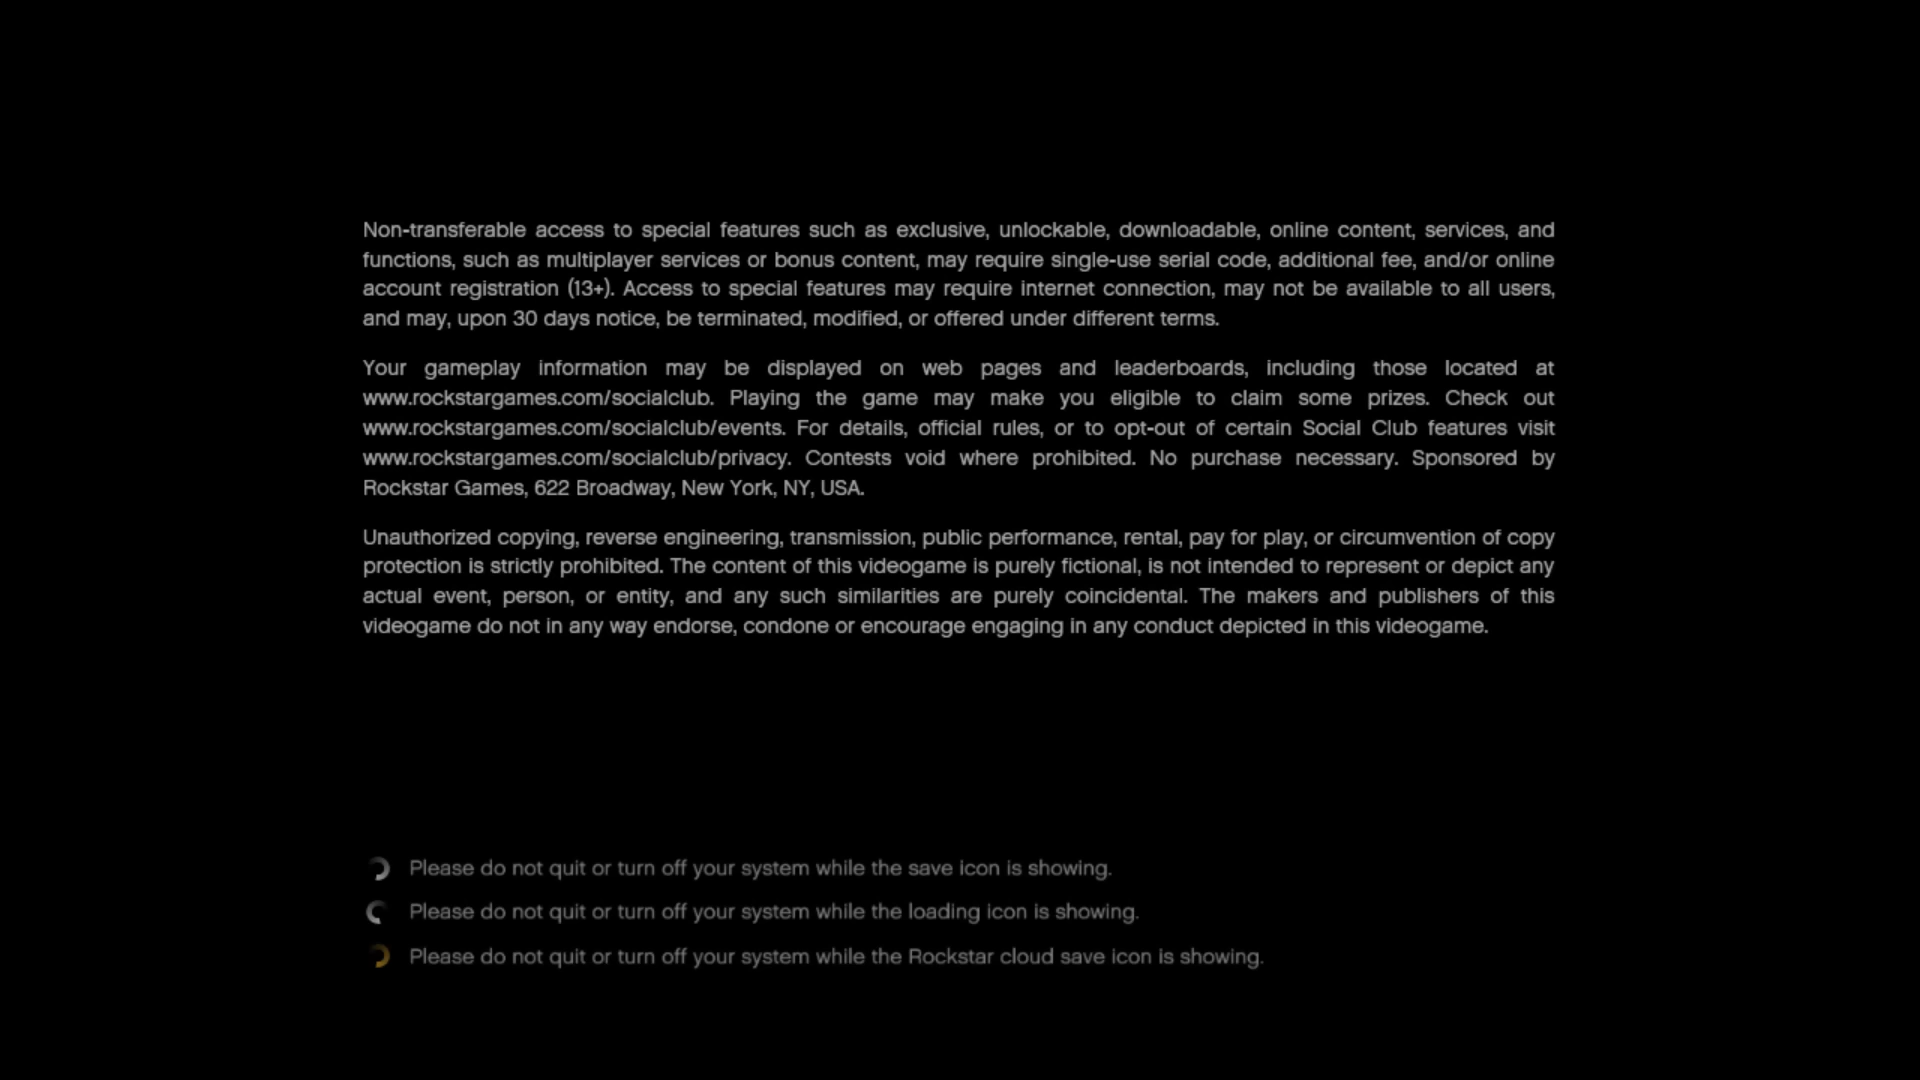 Non-transferable access to special features such as exclusive, unlockable, downloadable, online content, services, and
functions, such as multiplayer services or bonus content, may require single-use serial code, additional fee, and/or online
account registration (13+). Access to special features may require internet connection, may not be available to all users,
and may, upon 30 days notice, be terminated, modified, or offered under different terms.
Your gameplay information may be displayed on web pages and leaderboards, including those located at
www.rockstargames.com/socialclub. Playing the game may make you eligible to claim some prizes. Check out
www.rockstargames.com/socialclub/events. For details, official rules, or to opt-out of certain Social Club features visit
www.rockstargames.com/socialclub/privacy. Contests void where prohibited. No purchase necessary. Sponsored by
Rockstar Games, 622 Broadway, New York, NY, USA.
Unauthorized copying, reverse engineering, transmission, public performance, rental, pay for play, or circumvention of copy
protection is strictly prohibited. The content of this videogame is purely fictional, is not intended to represent or depict any
actual event, person, or entity, and any such similarities are purely coincidental. The makers and publishers of this
videogame do not in any way endorse, condone or encourage engaging in any conduct depicted in this videogame.
Please do not quit or turn off your system while the save icon is showing.
Please do not quit or turn off your system while the loading icon is showing.
Please do not quit or turn off your system while the Rockstar cloud save icon is showing.